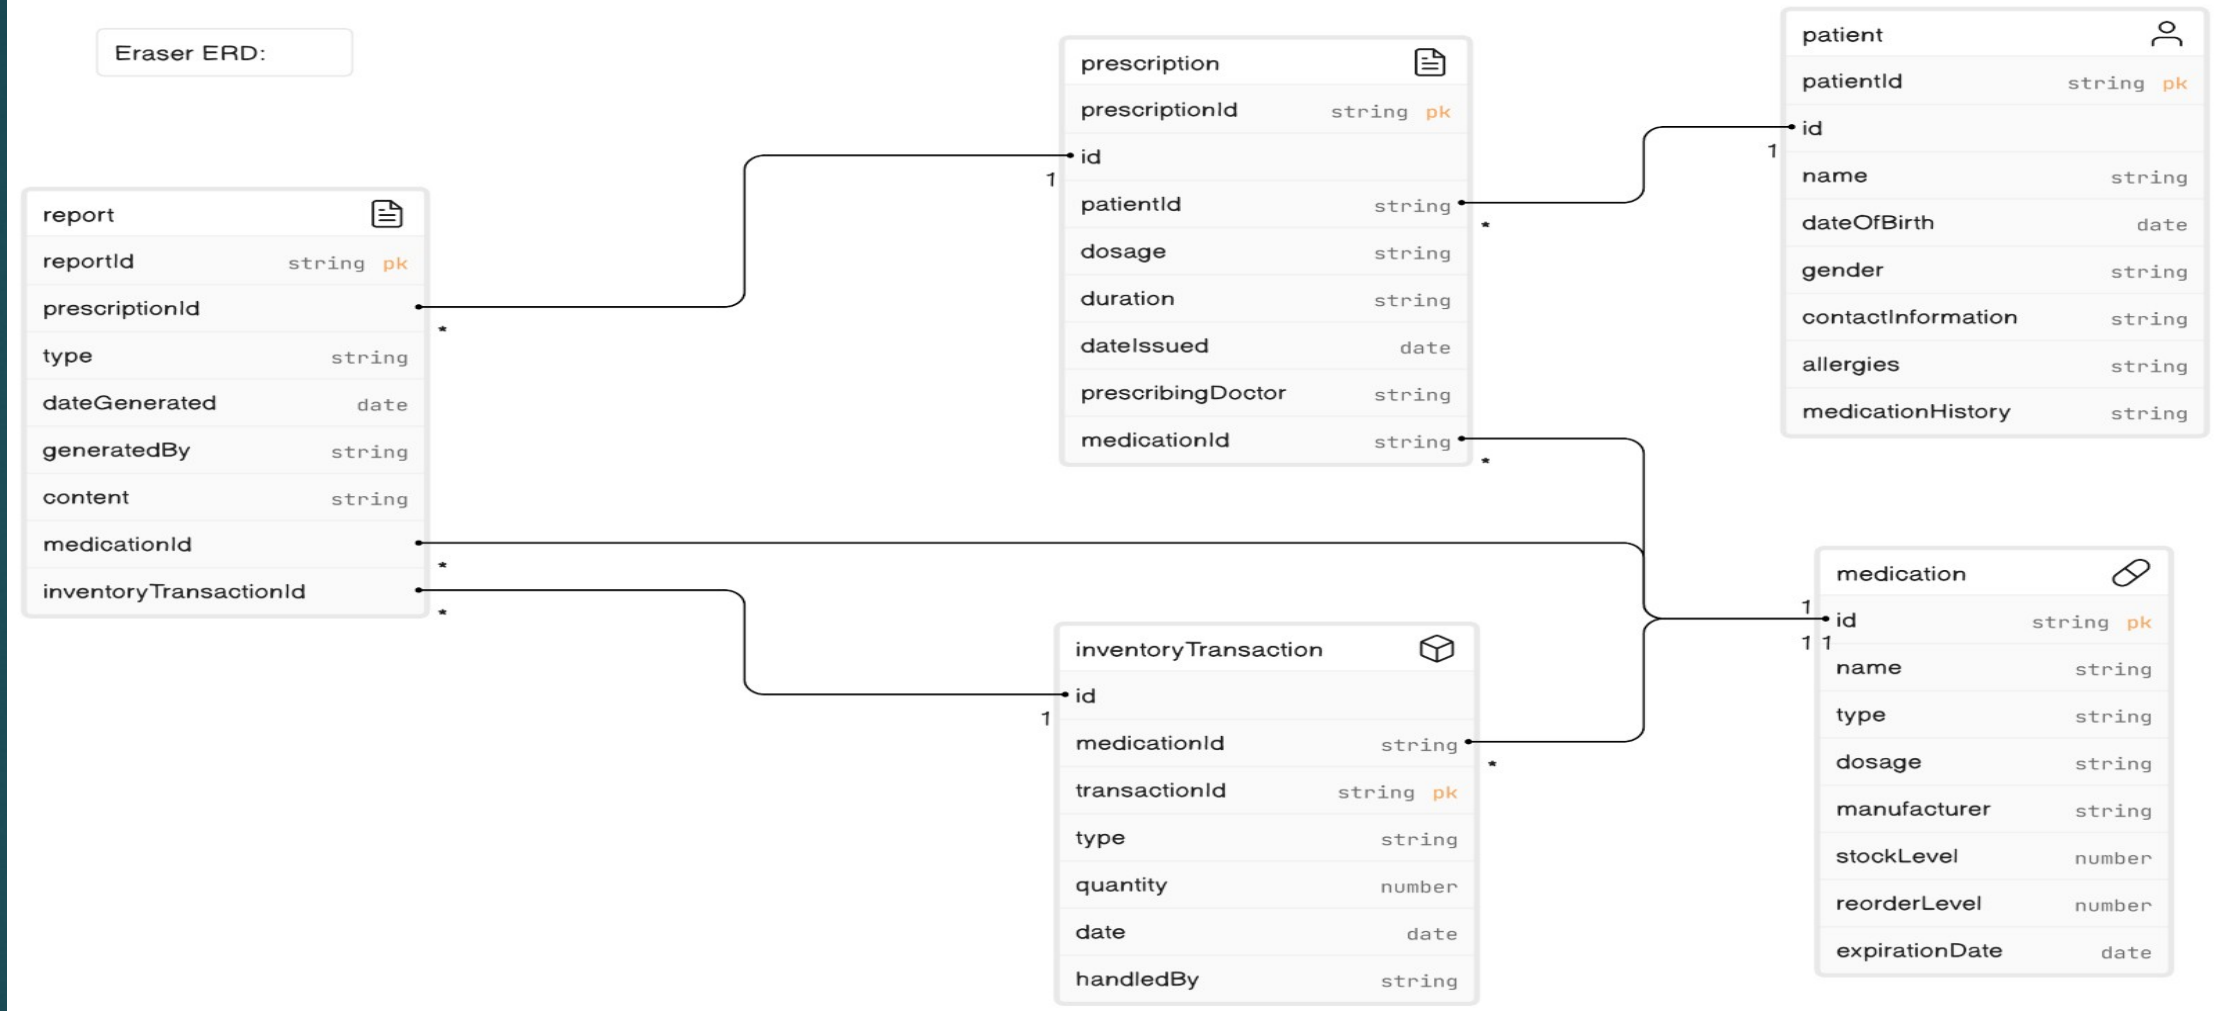 Eraser ERD:
report
reportId string pk
prescriptionId
*
type string
dateGenerated date
generatedBy string
content string
medicationId
*
inventoryTransactionId
*
prescription
prescriptionId string pk
id
1
patientId string
*
dosage string
duration string
dateIssued date
prescribingDoctor string
medicationId string
*
inventoryTransaction
id
1
medicationId string
*
transactionId string pk
type string
quantity number
date date
handledBy string
patient
patientId string pk
id
1
name string
dateOfBirth date
gender string
contactInformation string
allergies string
medicationHistory string
medication
1
id string pk
1 1
name string
type string
dosage string
manufacturer string
stockLevel number
reorderLevel number
expirationDate date